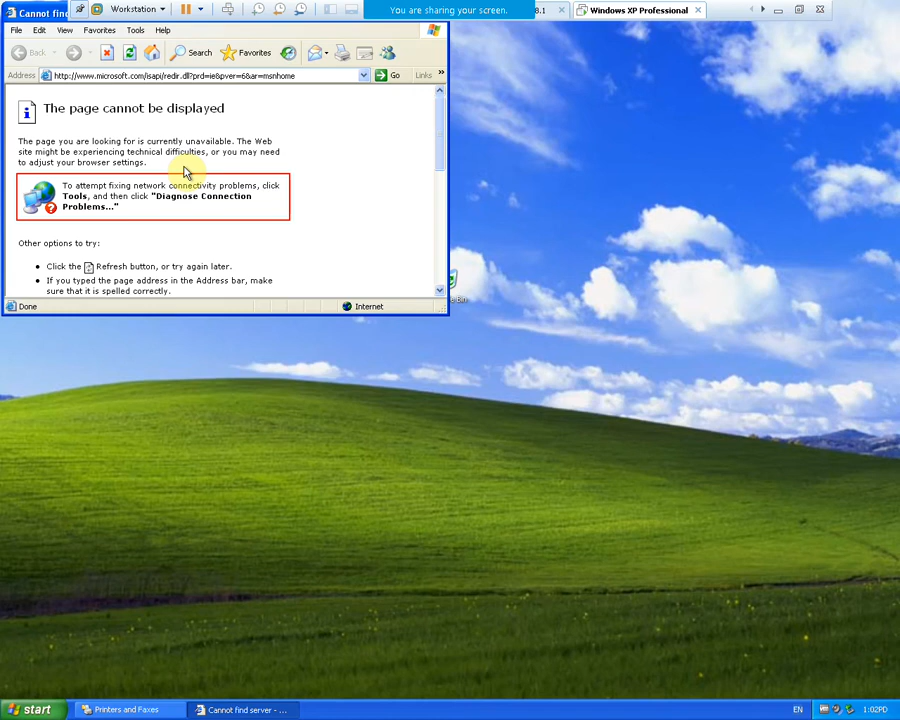 Cannot find
Workstation
You are sharing your screen.
8.1
Windows XP Professional
File Edit View Favorites Tools Help
Back Search Favorites
Address http://www.microsoft.com/isapi/redir.dll?prd=ie&pver=6&ar=msnhome Go Links »
The page cannot be displayed
The page you are looking for is currently unavailable. The Web
site might be experiencing technical difficulties, or you may need
to adjust your browser settings.
To attempt fixing network connectivity problems, click
Tools, and then click "Diagnose Connection
Problems..."
Other options to try:
• Click the Refresh button, or try again later.
• If you typed the page address in the Address bar, make
sure that it is spelled correctly.
Done Internet
Bin
start Printers and Faxes Cannot find server - ... EN 1:02PD